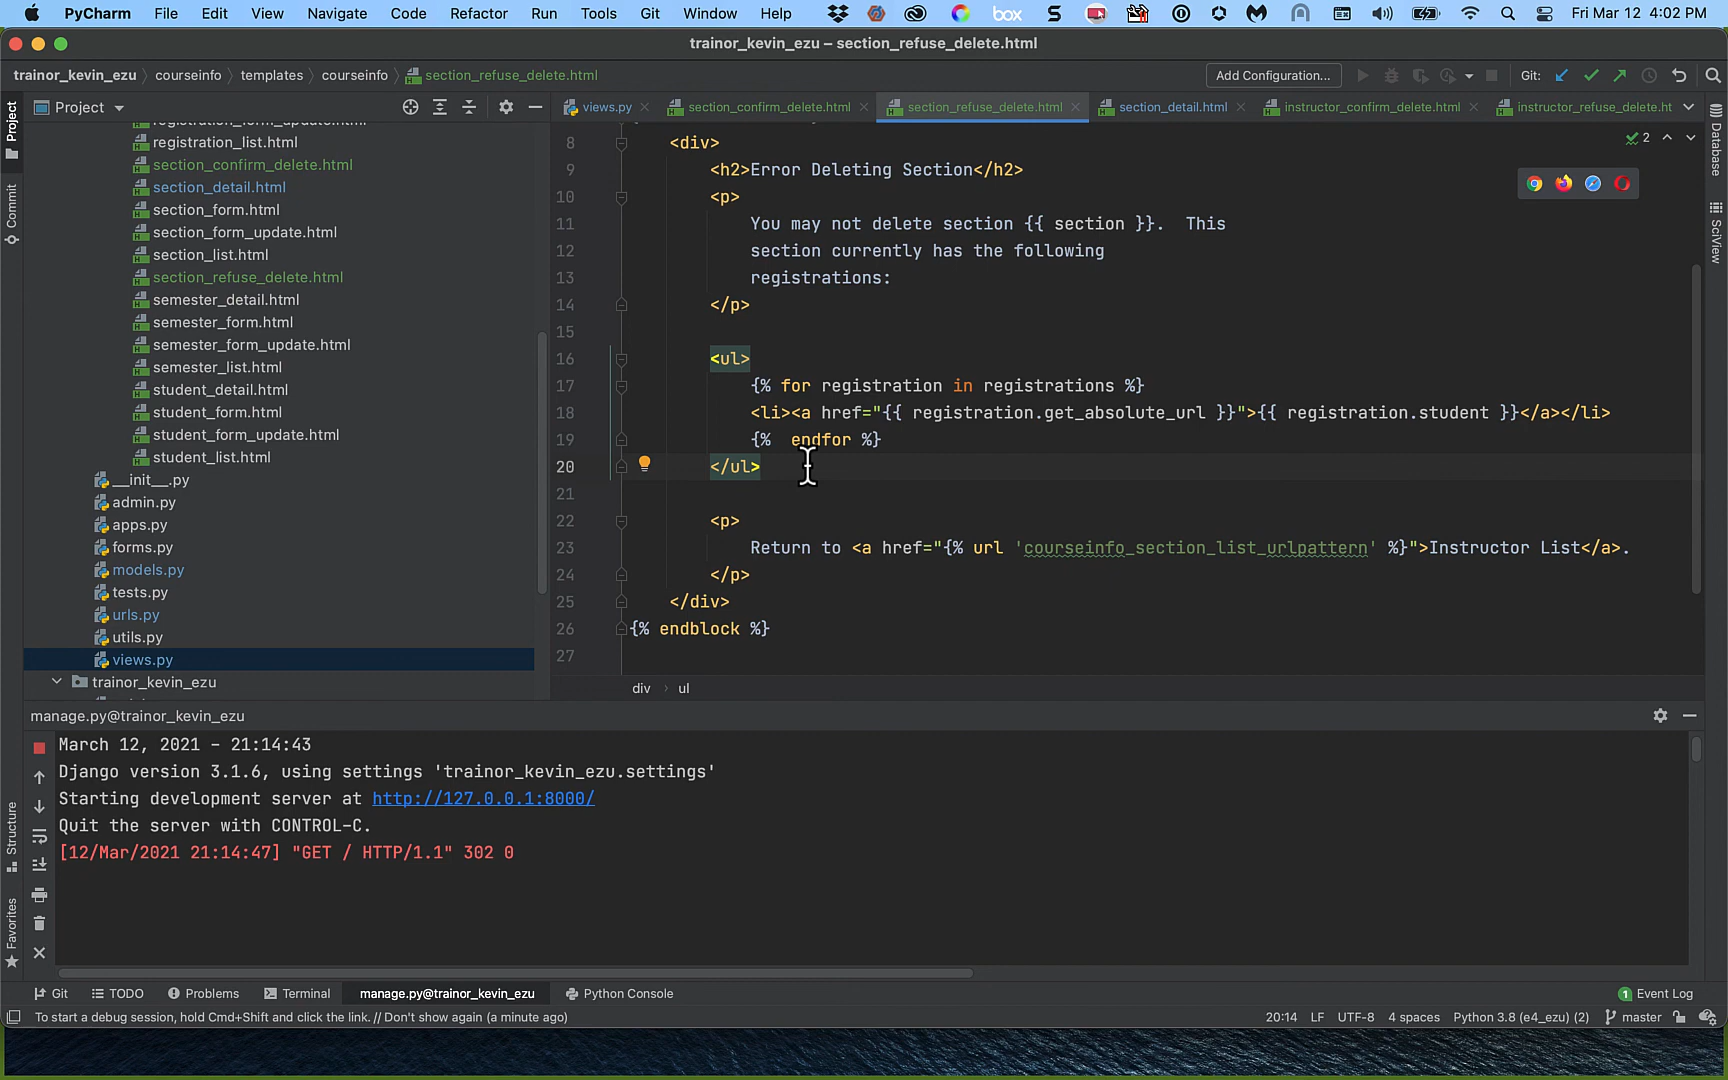 PyCharm File Edit View Navigate Code Refactor Run Tools Git Window Help box Fri Mar 12 4:02 PM
trainor_kevin_ezu – section_refuse_delete.html
trainor_kevin_ezu courseinfo templates courseinfo section_refuse_delete.html Add Configuration... Git:
Project views.py section_confirm_delete.html section_refuse_delete.html section_detail.html instructor_confirm_delete.html instructor_refuse_delete.ht
registration_form_update.html
registration_list.html
section_confirm_delete.html
section_detail.html
section_form.html
section_form_update.html
section_list.html
section_refuse_delete.html
semester_detail.html
semester_form.html
semester_form_update.html
semester_list.html
student_detail.html
student_form.html
student_form_update.html
student_list.html
__init__.py
admin.py
apps.py
forms.py
models.py
tests.py
urls.py
utils.py
views.py
trainor_kevin_ezu
Project
Commit
Structure
Favorites
8 <div>
9 <h2>Error Deleting Section</h2>
10 <p>
11 You may not delete section {{ section }}.  This
12 section currently has the following
13 registrations:
14 </p>
15
16 <ul>
17 {% for registration in registrations %}
18 <li><a href="{{ registration.get_absolute_url }}">{{ registration.student }}</a></li>
19 {%  endfor %}
20 </ul>
21
22 <p>
23 Return to <a href="{% url 'courseinfo_section_list_urlpattern' %}">Instructor List</a>.
24 </p>
25 </div>
26 {% endblock %}
27
2
Database
SciView
div ul
manage.py@trainor_kevin_ezu
March 12, 2021 - 21:14:43
Django version 3.1.6, using settings 'trainor_kevin_ezu.settings'
Starting development server at http://127.0.0.1:8000/
Quit the server with CONTROL-C.
[12/Mar/2021 21:14:47] "GET / HTTP/1.1" 302 0
Git TODO Problems Terminal manage.py@trainor_kevin_ezu Python Console 1 Event Log
To start a debug session, hold Cmd+Shift and click the link. // Don't show again (a minute ago) 20:14 LF UTF-8 4 spaces Python 3.8 (e4_ezu) (2) master